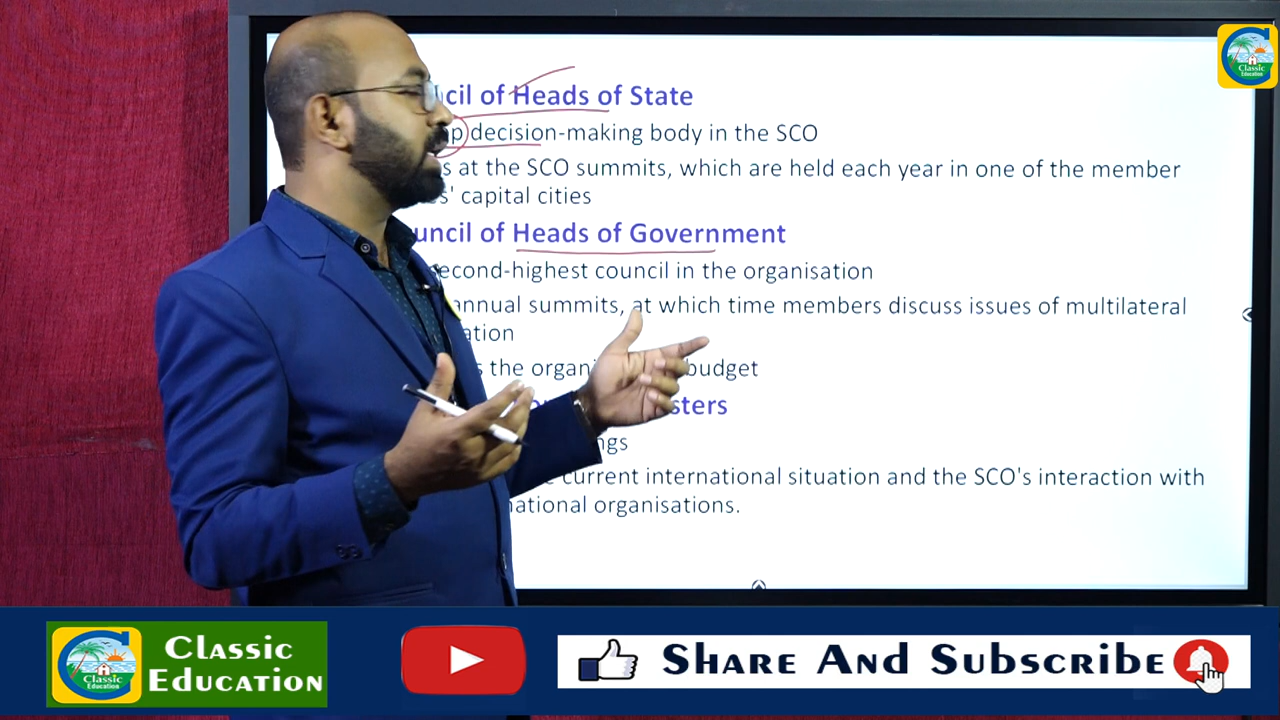 cil of Heads of State
decision-making body in the SCO
s at the SCO summits, which are held each year in one of the member
' capital cities
uncil of Heads of Government
second-highest council in the organisation
annual summits, at which time members discuss issues of multilateral
ation
s the organi budget
sters
ngs
current international situation and the SCO's interaction with
national organisations.
Classic
Education
Classic
Education
Classic
Education
Share And Subscribe